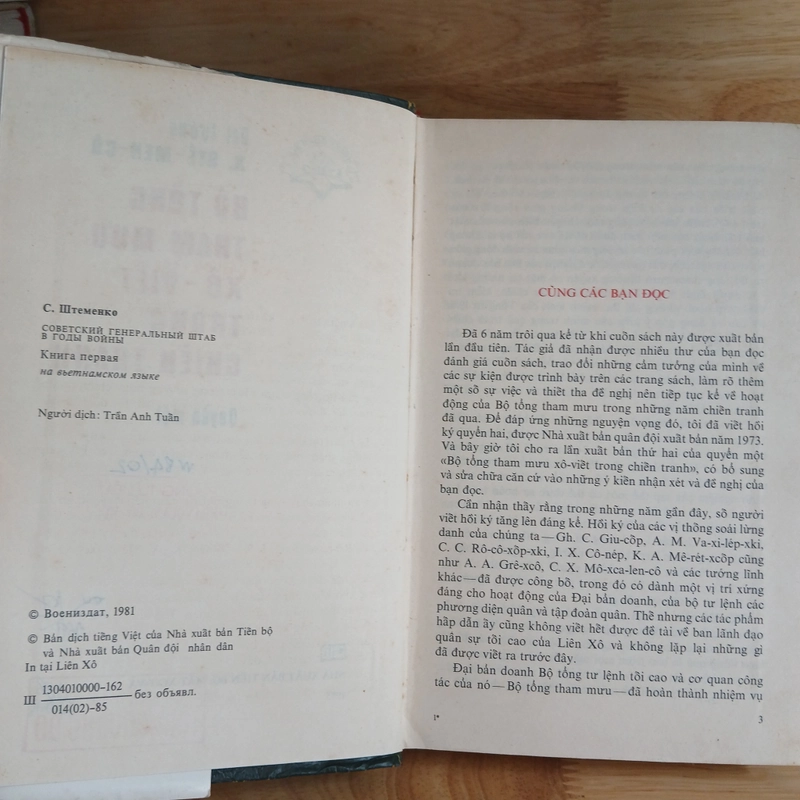 С. Штеменко
СОВЕТСКИЙ ГЕНЕРАЛЬНЫЙ ШТАБ
В ГОДЫ ВОЙНЫ
Книга первая
на вьетнамском языке
Người dịch: Trần Anh Tuấn
© Воениздат, 1981
© Bản dịch tiếng Việt của Nhà xuất bản Tiến bộ
và Nhà xuất bản Quân đội nhân dân
In tại Liên Xô
Ш 1304010000–162
014(02)–85 без объявл.
CÙNG CÁC BẠN ĐỌC
Đã 6 năm trôi qua kể từ khi cuốn sách này được xuất bản
lần đầu tiên. Tác giả đã nhận được nhiều thư của bạn đọc
đánh giá cuốn sách, trao đổi những cảm tưởng của mình về
các sự kiện được trình bày trên các trang sách, làm rõ thêm
một số sự việc và thiết tha đề nghị nên tiếp tục kể về hoạt
động của Bộ tổng tham mưu trong những năm chiến tranh
đã qua. Để đáp ứng những nguyện vọng đó, tôi đã viết hồi
ký quyển hai, được Nhà xuất bản quân đội xuất bản năm 1973.
Và bây giờ tôi cho ra lần xuất bản thứ hai của quyển một
«Bộ tổng tham mưu xô-viết trong chiến tranh», có bổ sung
và sửa chữa căn cứ vào những ý kiến nhận xét và đề nghị của
bạn đọc.
Cần nhận thấy rằng trong những năm gần đây, số người
viết hồi ký tăng lên đáng kể. Hồi ký của các vị thống soái lừng
danh của chúng ta—Gh. C. Giu-cốp, A. M. Va-xi-lép-xki,
C. C. Rô-cô-xốp-xki, I. X. Cô-nép, K. A. Mê-rét-xcốp cũng
như A. A. Grê-xcô, C. X. Mô-xca-len-cô và các tướng lĩnh
khác—đã được công bố, trong đó có dành một vị trí xứng
đáng cho hoạt động của Đại bản doanh, của bộ tư lệnh các
phương diện quân và tập đoàn quân. Thế nhưng các tác phẩm
hấp dẫn ấy cũng không viết hết được đề tài về ban lãnh đạo
quân sự tối cao của Liên Xô và không lặp lại những gì
đã được viết ra trước đây.
Đại bản doanh Bộ tổng tư lệnh tối cao và cơ quan công
tác của nó—Bộ tổng tham mưu—đã hoàn thành nhiệm vụ
1*
3